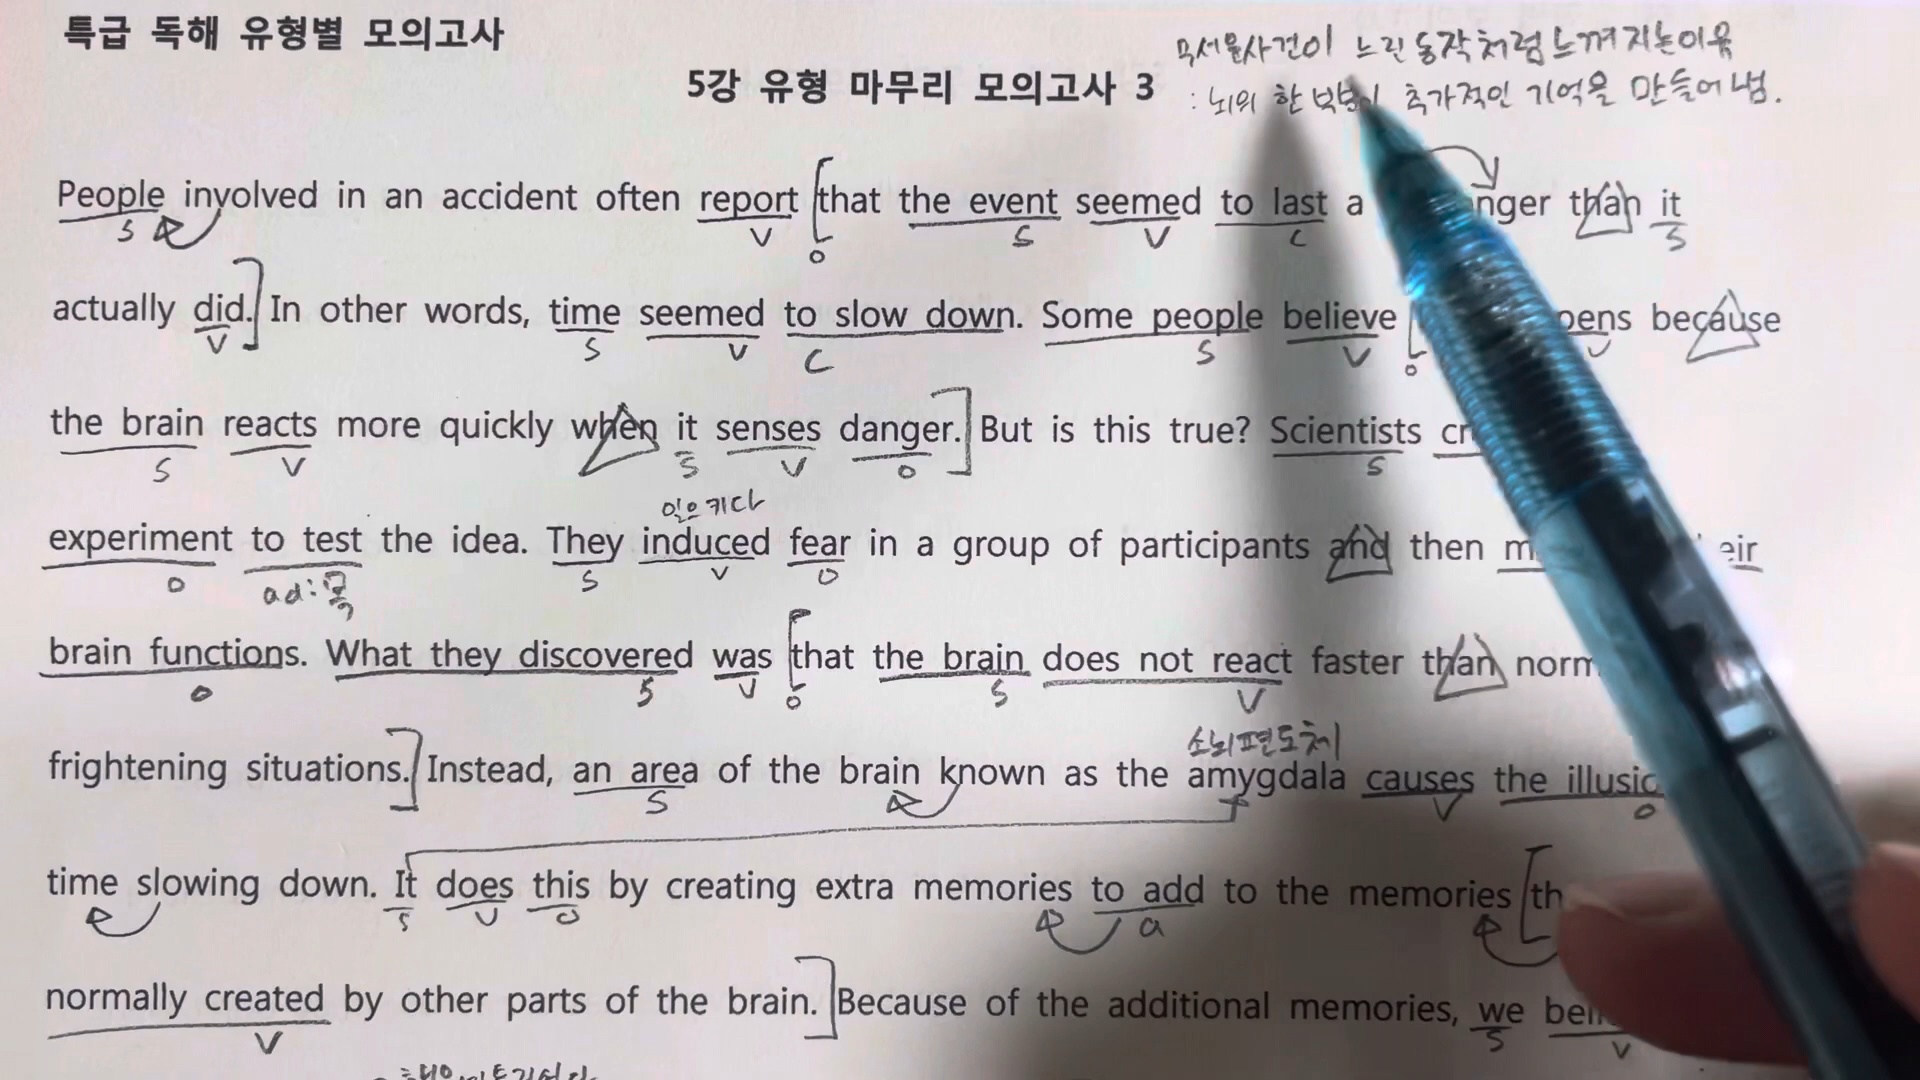 특급 독해 유형별 모의고사
5강 유형 마무리 모의고사 3
무서운사건이 느린동작처럼느껴지는이유
: 뇌의 한 부분이 추가적인 기억을 만들어냄.
People involved in an accident often report [that the event seemed to last a nger than it
S V O S V C S
actually did.] In other words, time seemed to slow down. Some people believe [ pens because
V S V C S V O V
the brain reacts more quickly when it senses danger.] But is this true? Scientists cr
S V S V O S
일으키다
experiment to test the idea. They induced fear in a group of participants and then m eir
O ad:목 S V O
brain functions. What they discovered was [that the brain does not react faster than norm
O S V O S V
소뇌편도체
frightening situations.] Instead, an area of the brain known as the amygdala causes the illusio
S V O
time slowing down. It does this by creating extra memories to add to the memories [th
S V O a
normally created by other parts of the brain.] Because of the additional memories, we beli
V S V